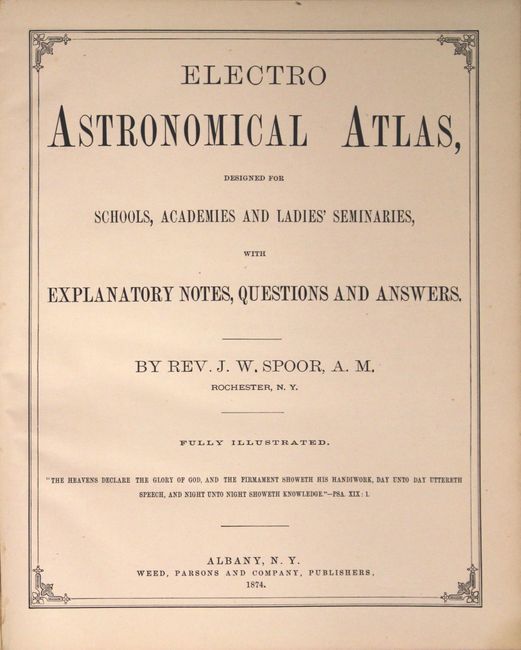 ELECTRO
ASTRONOMICAL ATLAS,
DESIGNED FOR
SCHOOLS, ACADEMIES AND LADIES' SEMINARIES,
WITH
EXPLANATORY NOTES, QUESTIONS AND ANSWERS.
BY REV. J. W. SPOOR, A. M.
ROCHESTER, N. Y.
FULLY ILLUSTRATED.
"THE HEAVENS DECLARE THE GLORY OF GOD, AND THE FIRMAMENT SHOWETH HIS HANDIWORK, DAY UNTO DAY UTTERETH
SPEECH, AND NIGHT UNTO NIGHT SHOWETH KNOWLEDGE."—PSA. XIX: 1.
ALBANY, N. Y.
WEED, PARSONS AND COMPANY, PUBLISHERS,
1874.